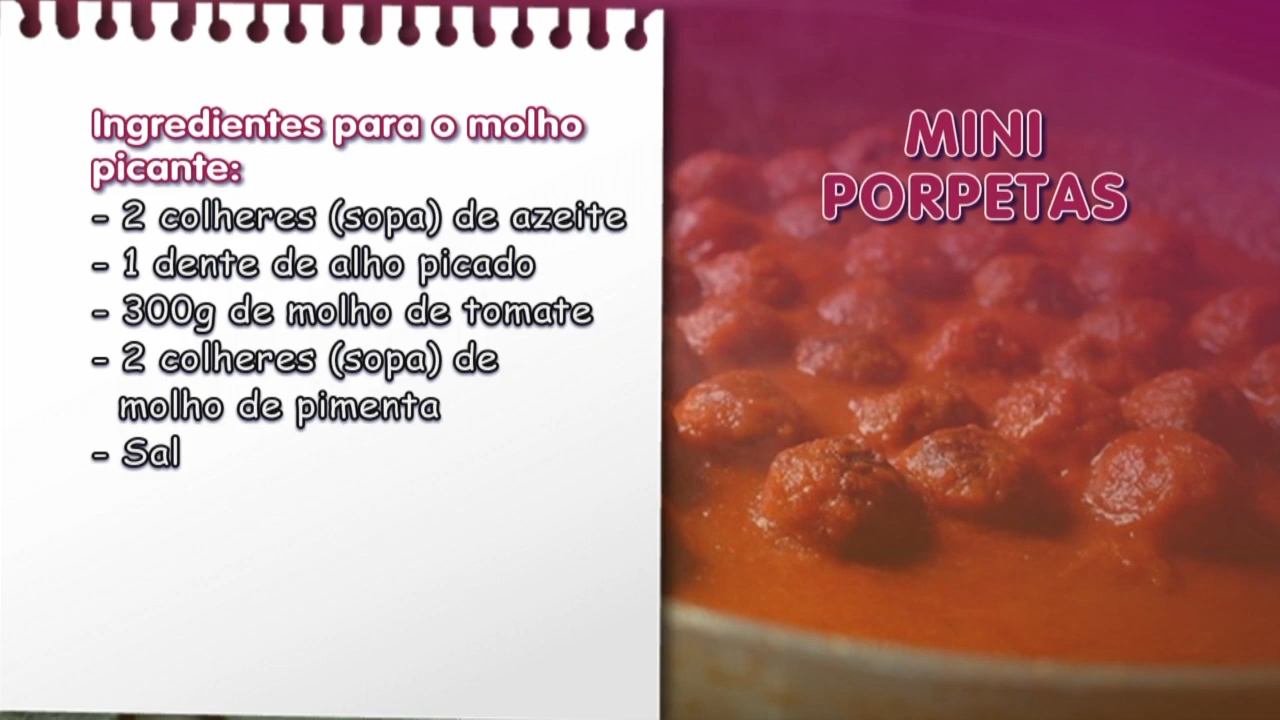 Ingredientes para o molho
picante:
- 2 colheres (sopa) de azeite
- 1 dente de alho picado
- 300g de molho de tomate
- 2 colheres (sopa) de
molho de pimenta
- Sal
MINI
PORPETAS